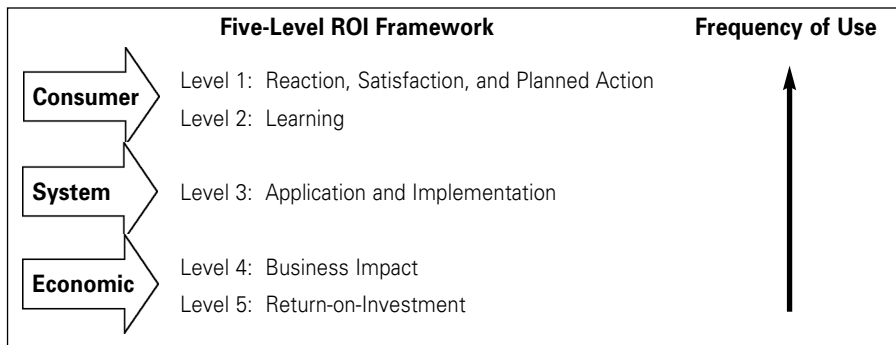 Five-Level ROI Framework
Frequency of Use
Consumer
Level 1: Reaction, Satisfaction, and Planned Action
Level 2: Learning
System
Level 3: Application and Implementation
Economic
Level 4: Business Impact
Level 5: Return-on-Investment